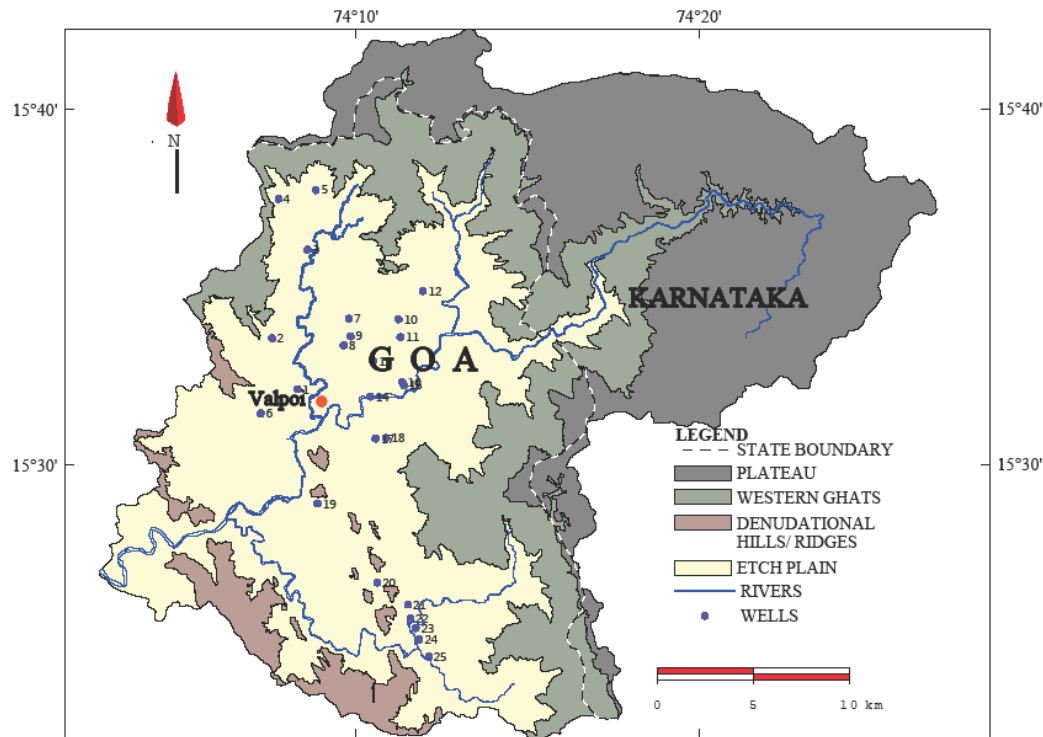 74°10' 74°20'
15°40' 15°40'
N
5
4
3
12
7 10
2 9 11
8
KARNATAKA
G O A
1
Valpoi
14
6
17 18
15°30' 15°30'
19
20
21
22
23
24
25
LEGEND
STATE BOUNDARY
PLATEAU
WESTERN GHATS
DENUDATIONAL
HILLS/ RIDGES
ETCH PLAIN
RIVERS
WELLS
0 5 10 km